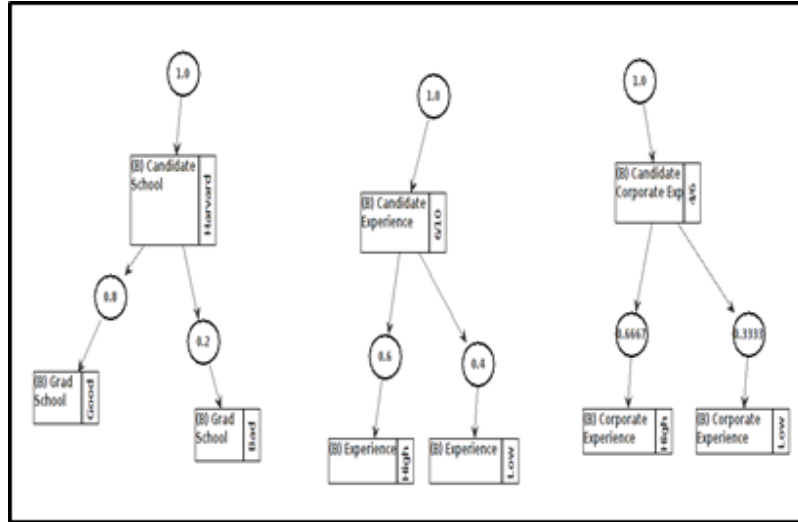 1.0
(B) Candidate
School
Harvard
0.8
0.2
(B) Grad
School
Good
(B) Grad
School
Bad
1.0
(B) Candidate
Experience
6/10
0.6
0.4
(B) Experience
High
(B) Experience
Low
1.0
(B) Candidate
Corporate Exp
4/6
0.6667
0.3333
(B) Corporate
Experience
High
(B) Corporate
Experience
Low